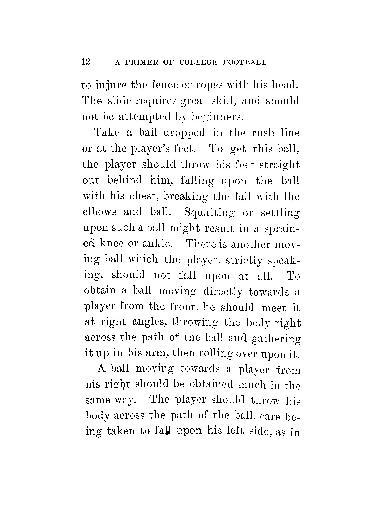 12 A PRIMER OF COLLEGE FOOTBALL
to injure the fence or ropes with his head.
The slide requires great skill, and should
not be attempted by beginners.
Take a ball dropped in the rush line
or at the player's feet. To get this ball,
the player should throw his feet straight
out behind him, falling upon the ball
with his chest, breaking the fall with the
elbows and ball. Squatting or settling
upon such a ball might result in a sprain-
ed knee or ankle. There is another mov-
ing ball which the player, strictly speak-
ing, should not fall upon at all. To
obtain a ball moving directly towards a
player from the front, he should meet it
at right angles, throwing the body right
across the path of the ball and gathering
it up in his arm, then rolling over upon it.
A ball moving towards a player from
his right should be obtained much in the
same way. The player should throw his
body across the path of the ball, care be-
ing taken to fall upon his left side, as in